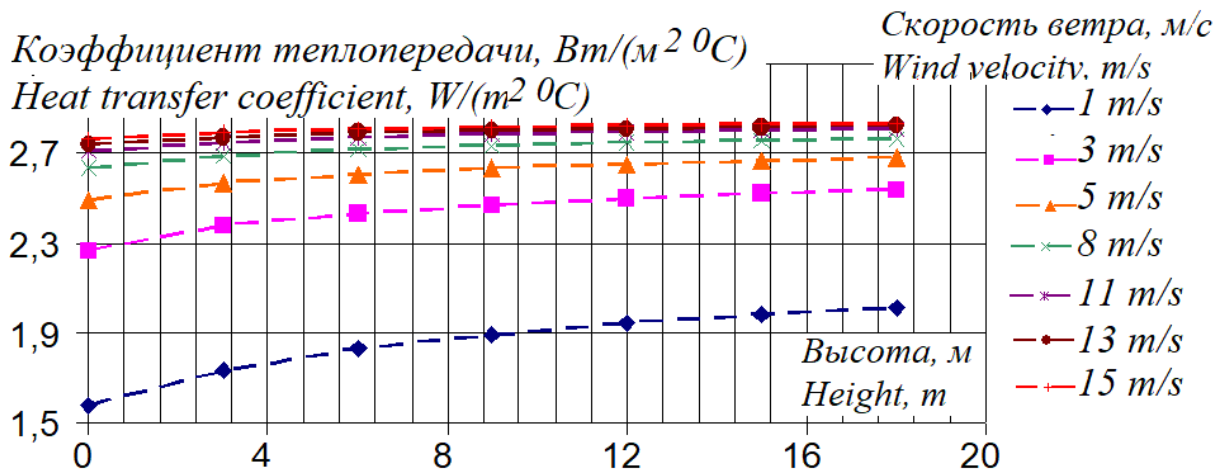 Коэффициент теплопередачи, Вт/(м² ⁰С)
Heat transfer coefficient, W/(m² ⁰C)
Скорость ветра, м/с
Wind velocity, m/s
1 m/s
3 m/s
5 m/s
8 m/s
11 m/s
13 m/s
15 m/s
2,7
2,3
1,9
1,5
Высота, м
Height, m
0 4 8 12 16 20